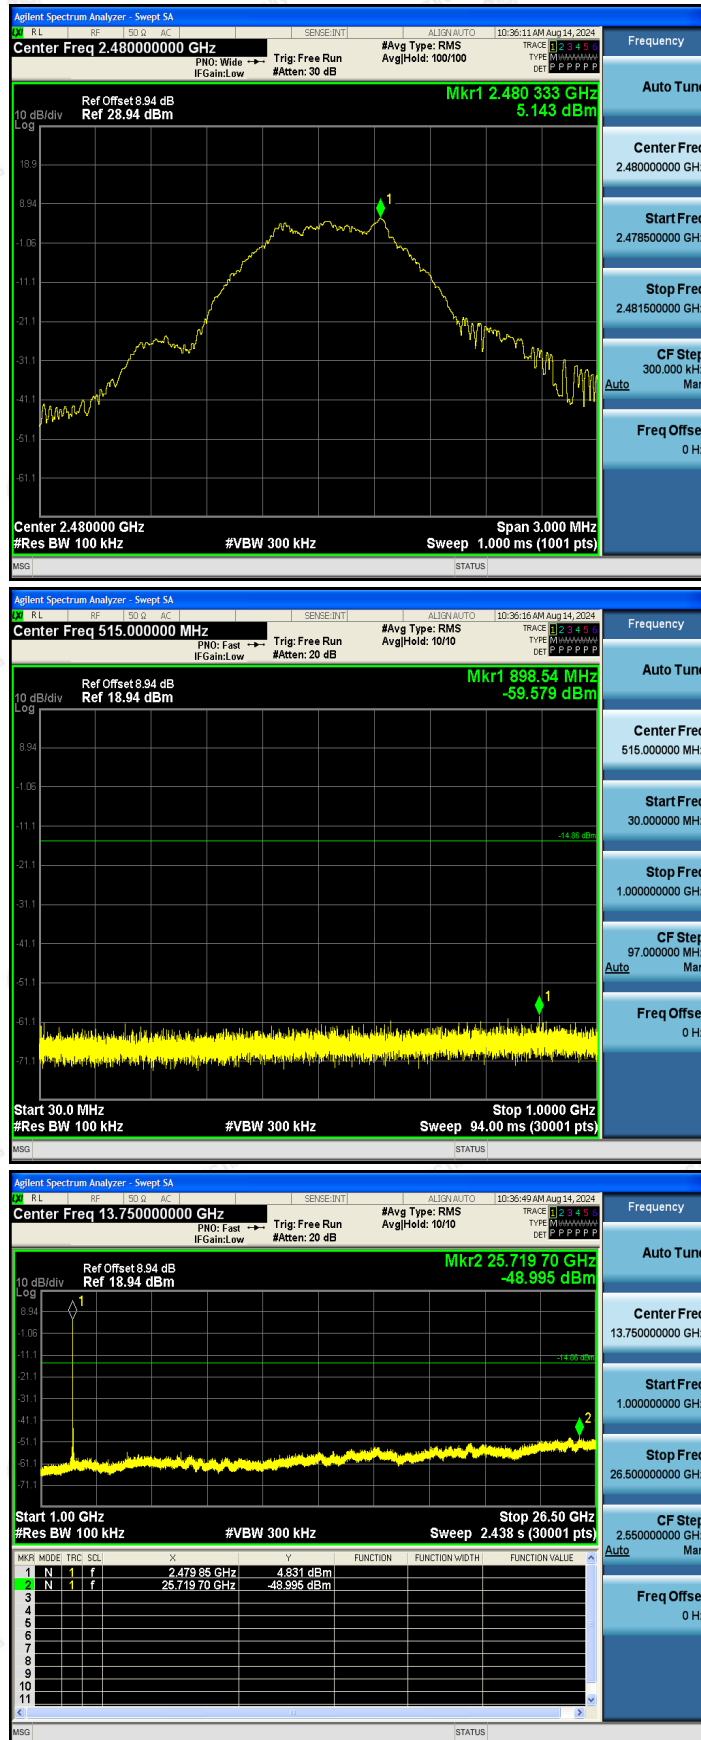 Agilent Spectrum Analyzer - Swept SA
LXI RL RF 50 Ω AC SENSE:INT ALIGN AUTO 10:36:11 AM Aug 14, 2024
Center Freq 2.480000000 GHz #Avg Type: RMS TRACE 1 2 3 4 5 6 Frequency
PNO: Wide Trig: Free Run Avg|Hold: 100/100 TYPE M
IFGain:Low #Atten: 30 dB DET P P P P P P
Auto Tune
Mkr1 2.480 333 GHz
Ref Offset 8.94 dB
10 dB/div Ref 28.94 dBm 5.143 dBm
Log
Center Freq
2.480000000 GHz
18.9
8.94
1
Start Freq
2.478500000 GHz
-1.06
-11.1
Stop Freq
2.481500000 GHz
-21.1
-31.1
CF Step
300.000 kHz
Auto Man
-41.1
-51.1
Freq Offset
0 Hz
-61.1
Center 2.480000 GHz Span 3.000 MHz
#Res BW 100 kHz #VBW 300 kHz Sweep 1.000 ms (1001 pts)
MSG STATUS
Agilent Spectrum Analyzer - Swept SA
LXI RL RF 50 Ω AC SENSE:INT ALIGN AUTO 10:36:16 AM Aug 14, 2024
Center Freq 515.000000 MHz #Avg Type: RMS TRACE 1 2 3 4 5 6 Frequency
PNO: Fast Trig: Free Run Avg|Hold: 10/10 TYPE M
IFGain:Low #Atten: 20 dB DET P P P P P P
Auto Tune
Mkr1 898.54 MHz
Ref Offset 8.94 dB
10 dB/div Ref 18.94 dBm -59.579 dBm
Log
Center Freq
515.000000 MHz
8.94
-1.06
Start Freq
30.000000 MHz
-11.1
-14.86 dBm
-21.1
Stop Freq
1.000000000 GHz
-31.1
-41.1
CF Step
97.000000 MHz
Auto Man
-51.1
1
Freq Offset
0 Hz
-61.1
-71.1
Start 30.0 MHz Stop 1.0000 GHz
#Res BW 100 kHz #VBW 300 kHz Sweep 94.00 ms (30001 pts)
MSG STATUS
Agilent Spectrum Analyzer - Swept SA
LXI RL RF 50 Ω AC SENSE:INT ALIGN AUTO 10:36:49 AM Aug 14, 2024
Center Freq 13.750000000 GHz #Avg Type: RMS TRACE 1 2 3 4 5 6 Frequency
PNO: Fast Trig: Free Run Avg|Hold: 10/10 TYPE M
IFGain:Low #Atten: 20 dB DET P P P P P P
Auto Tune
Mkr2 25.719 70 GHz
Ref Offset 8.94 dB
10 dB/div Ref 18.94 dBm -48.995 dBm
Log
1
8.94
Center Freq
13.750000000 GHz
-1.06
-11.1
-14.86 dBm
-21.1
Start Freq
1.000000000 GHz
-31.1
-41.1
2
-51.1
Stop Freq
26.500000000 GHz
-61.1
-71.1
Start 1.00 GHz Stop 26.50 GHz
#Res BW 100 kHz #VBW 300 kHz Sweep 2.438 s (30001 pts)
CF Step
2.550000000 GHz
Auto Man
MKR MODE TRC SCL X Y FUNCTION FUNCTION WIDTH FUNCTION VALUE
1 N 1 f 2.479 85 GHz 4.831 dBm
2 N 1 f 25.719 70 GHz -48.995 dBm
3
Freq Offset
0 Hz
4
5
6
7
8
9
10
11
MSG STATUS